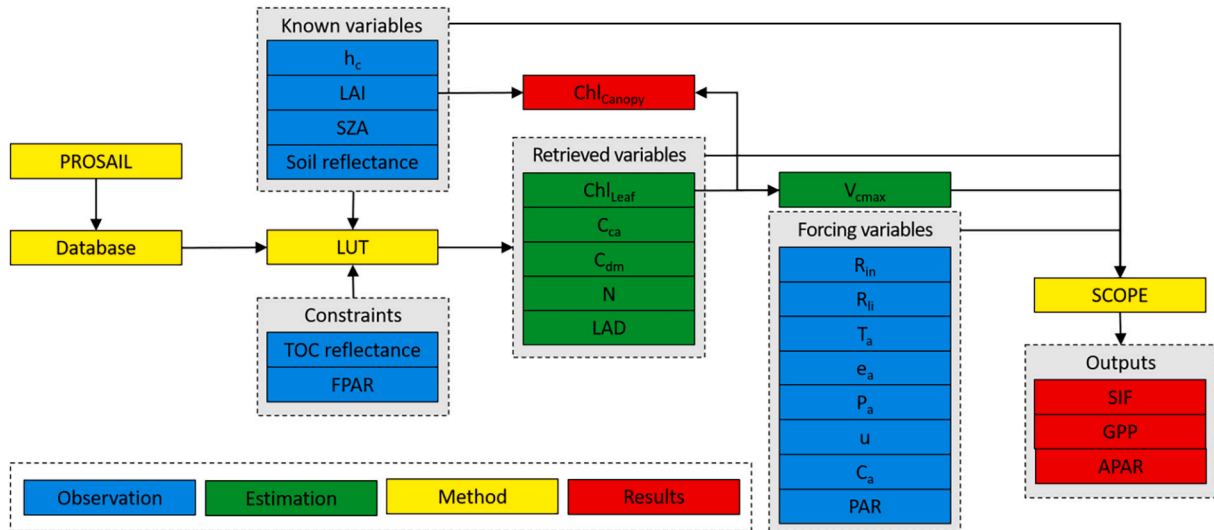 Known variables
h_c
LAI
SZA
Soil reflectance
Chl_Canopy
PROSAIL
Database
LUT
Constraints
TOC reflectance
FPAR
Retrieved variables
Chl_Leaf
C_ca
C_dm
N
LAD
V_cmax
Forcing variables
R_in
R_li
T_a
e_a
P_a
u
C_a
PAR
SCOPE
Outputs
SIF
GPP
APAR
Observation
Estimation
Method
Results